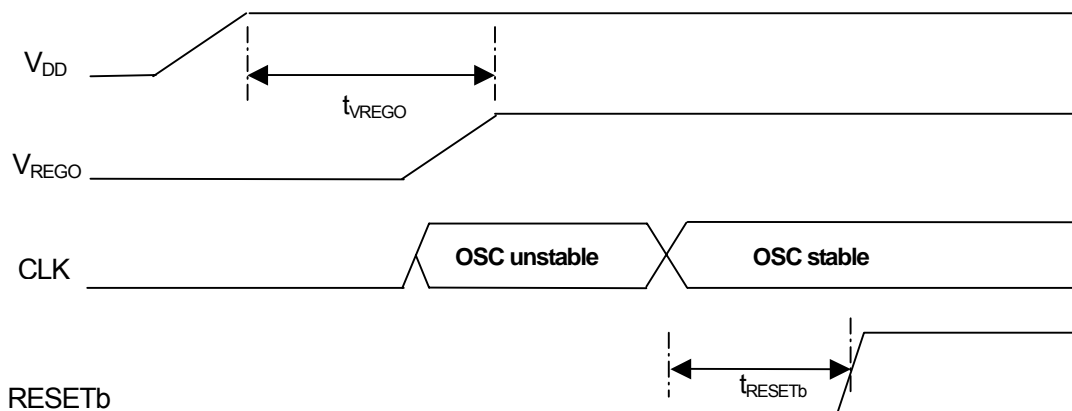 VDD
tVREGO
VREGO
CLK
OSC unstable
OSC stable
tRESETb
RESETb